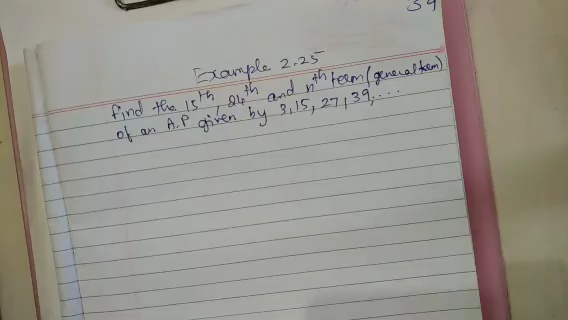 59
Example 2.25
Find the 15th, 24th and nth term (general term)
of an A.P given by 3, 15, 27, 39, ...